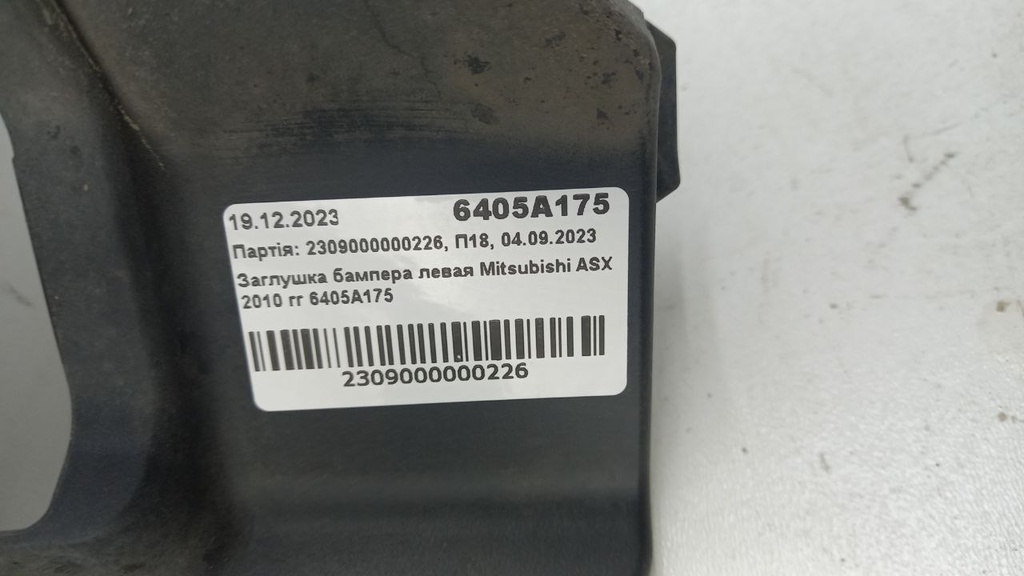 19.12.2023 6405A175
Партія: 2309000000226, П18, 04.09.2023
Заглушка бампера левая Mitsubishi ASX
2010 гг 6405A175
2309000000226